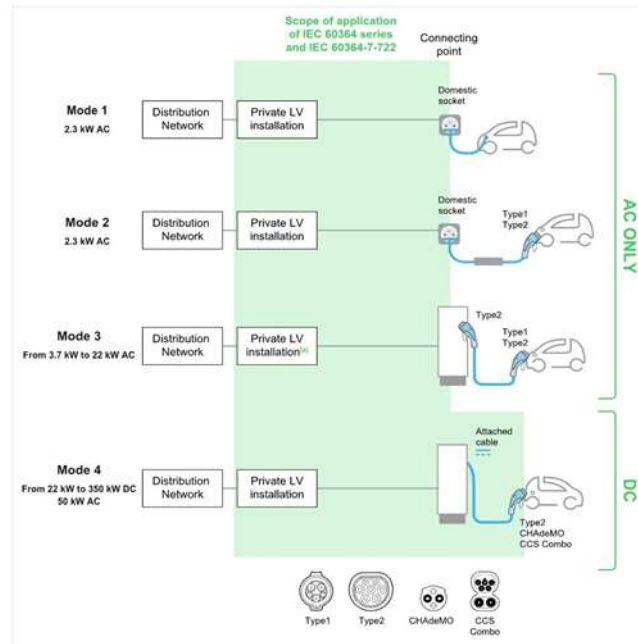 Scope of application
of IEC 60364 series
and IEC 60364-7-722
Connecting
point
Mode 1
2.3 kW AC
Distribution
Network
Private LV
installation
Domestic
socket
Mode 2
2.3 kW AC
Distribution
Network
Private LV
installation
Domestic
socket
Type1
Type2
AC ONLY
Mode 3
From 3.7 kW to 22 kW AC
Distribution
Network
Private LV
installation[a]
Type2
Type1
Type2
Mode 4
From 22 kW to 350 kW DC
50 kW AC
Distribution
Network
Private LV
installation
Attached
cable
Type2
CHAdeMO
CCS Combo
DC
Type1
Type2
CHAdeMO
CCS
Combo